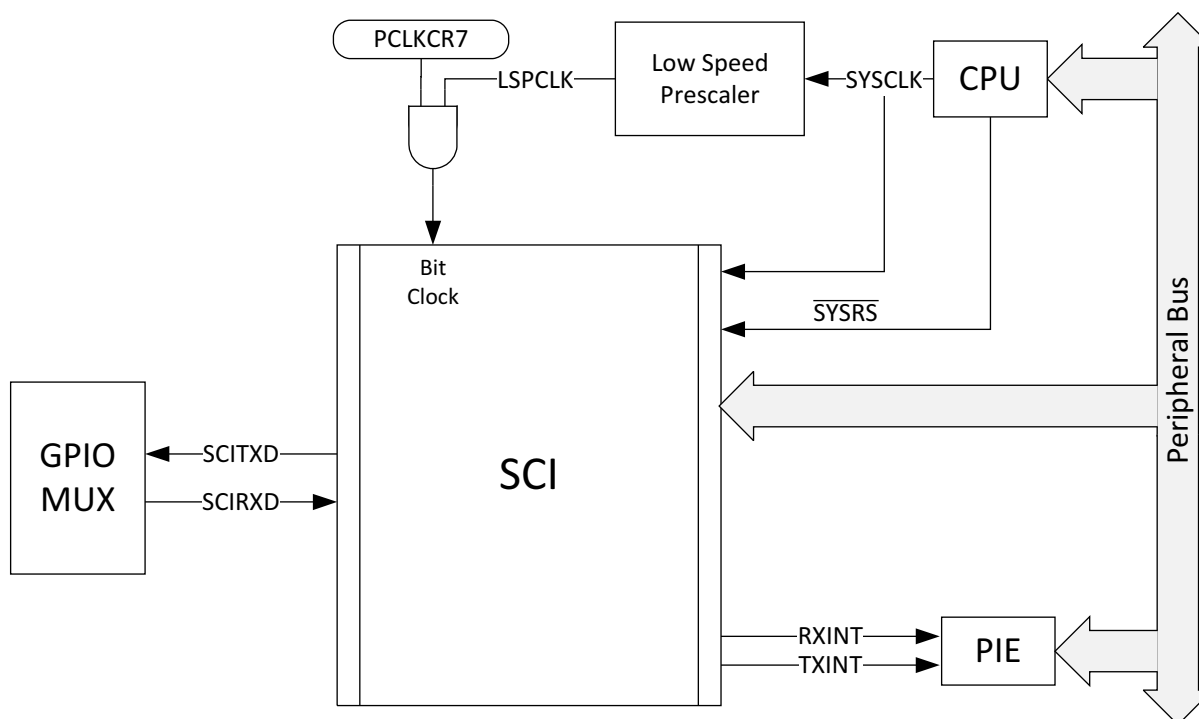 PCLKCR7
LSPCLK
Low Speed
Prescaler
SYSCLK
CPU
Bit
Clock
SYSRS
Peripheral Bus
GPIO
MUX
SCITXD
SCIRXD
SCI
RXINT
TXINT
PIE